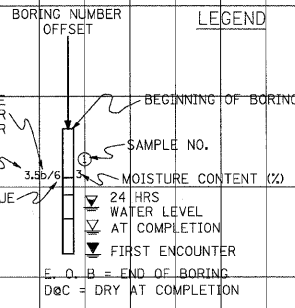 BORING NUMBER
OFFSET
LEGEND
BEGINNING OF BORING
SAMPLE NO.
1
3.5b/6
3
MOISTURE CONTENT (%)
24 HRS
WATER LEVEL
AT COMPLETION
FIRST ENCOUNTER
E. O. B = END OF BORING
D@C = DRY AT COMPLETION